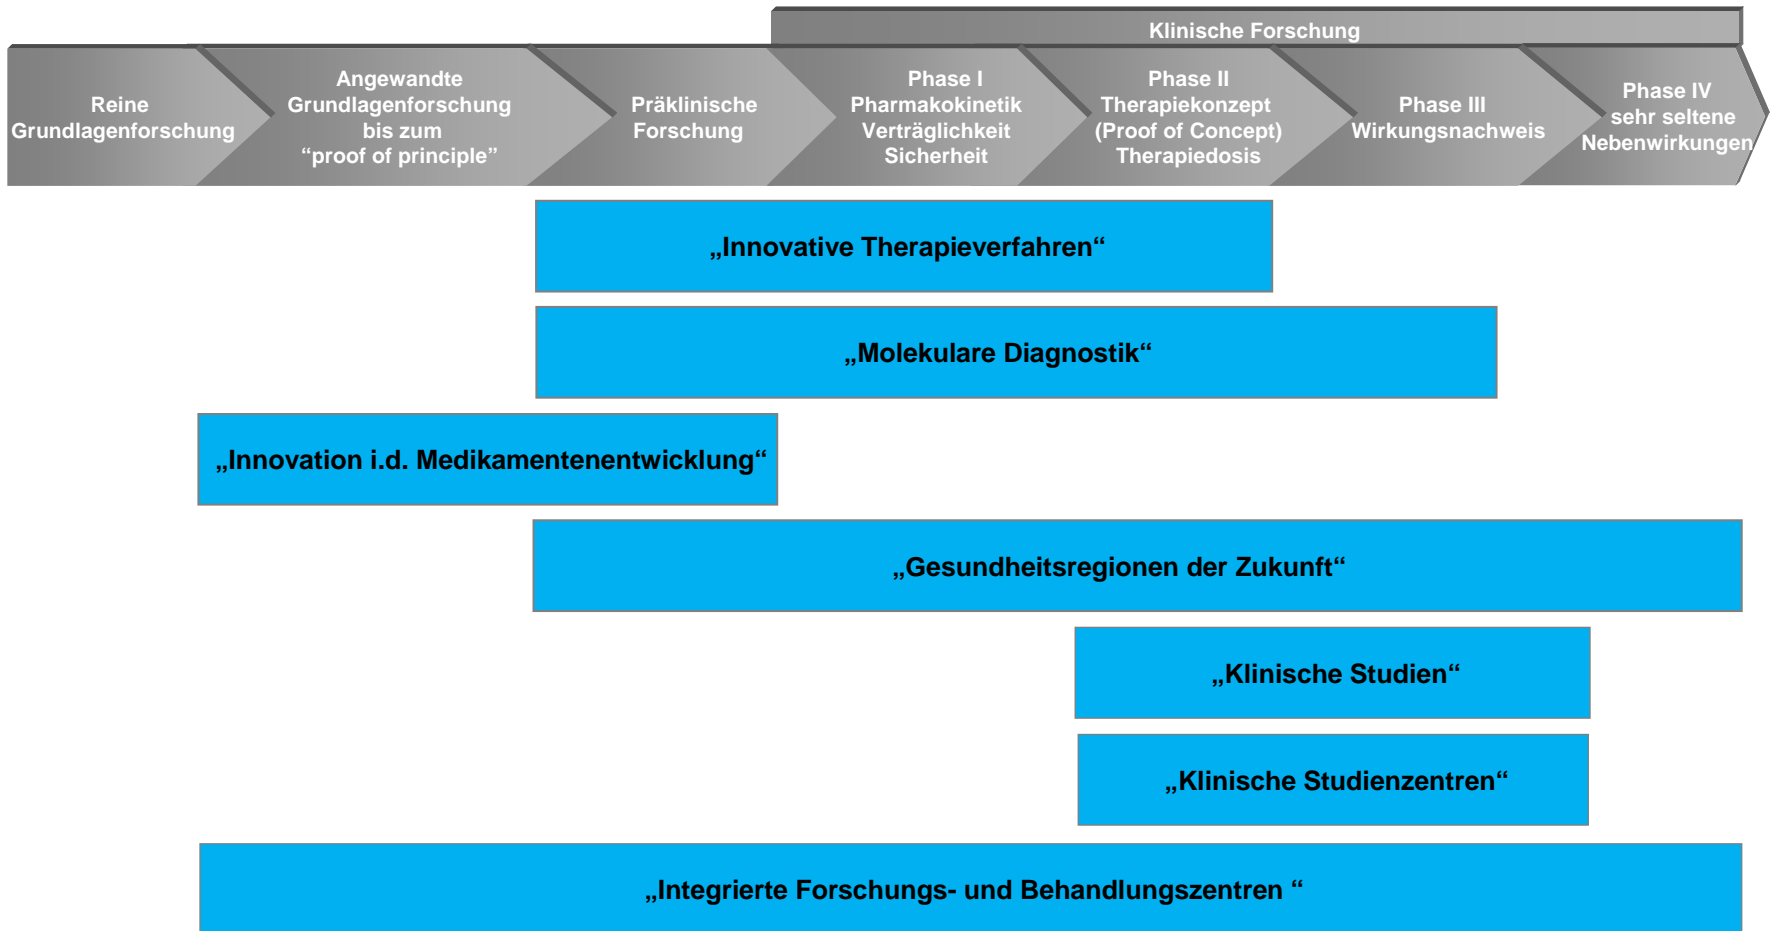 Klinische Forschung
Reine
Grundlagenforschung
Angewandte
Grundlagenforschung
bis zum
“proof of principle”
Präklinische
Forschung
Phase I
Pharmakokinetik
Verträglichkeit
Sicherheit
Phase II
Therapiekonzept
(Proof of Concept)
Therapiedosis
Phase III
Wirkungsnachweis
Phase IV
sehr seltene
Nebenwirkungen
„Innovative Therapieverfahren“
„Molekulare Diagnostik“
„Innovation i.d. Medikamentenentwicklung“
„Gesundheitsregionen der Zukunft“
„Klinische Studien“
„Klinische Studienzentren“
„Integrierte Forschungs- und Behandlungszentren “